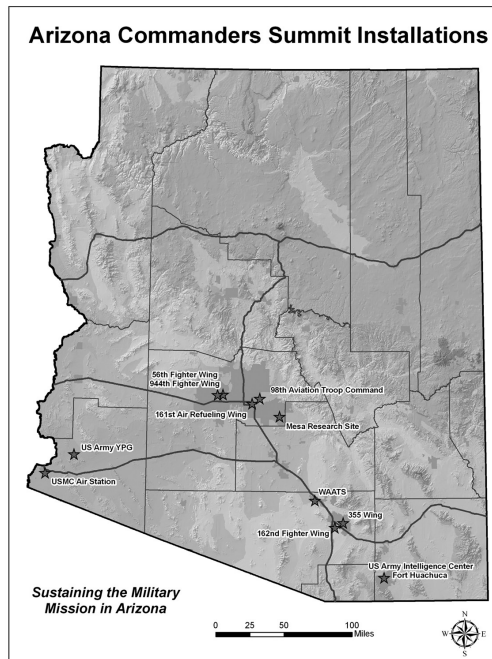 Arizona Commanders Summit Installations
56th Fighter Wing
944th Fighter Wing
98th Aviation Troop Command
161st Air Refueling Wing
Mesa Research Site
US Army YPG
USMC Air Station
WAATS
355 Wing
162nd Fighter Wing
US Army Intelligence Center
Fort Huachuca
Sustaining the Military
Mission in Arizona
0 50 100
Miles
N
W E
S